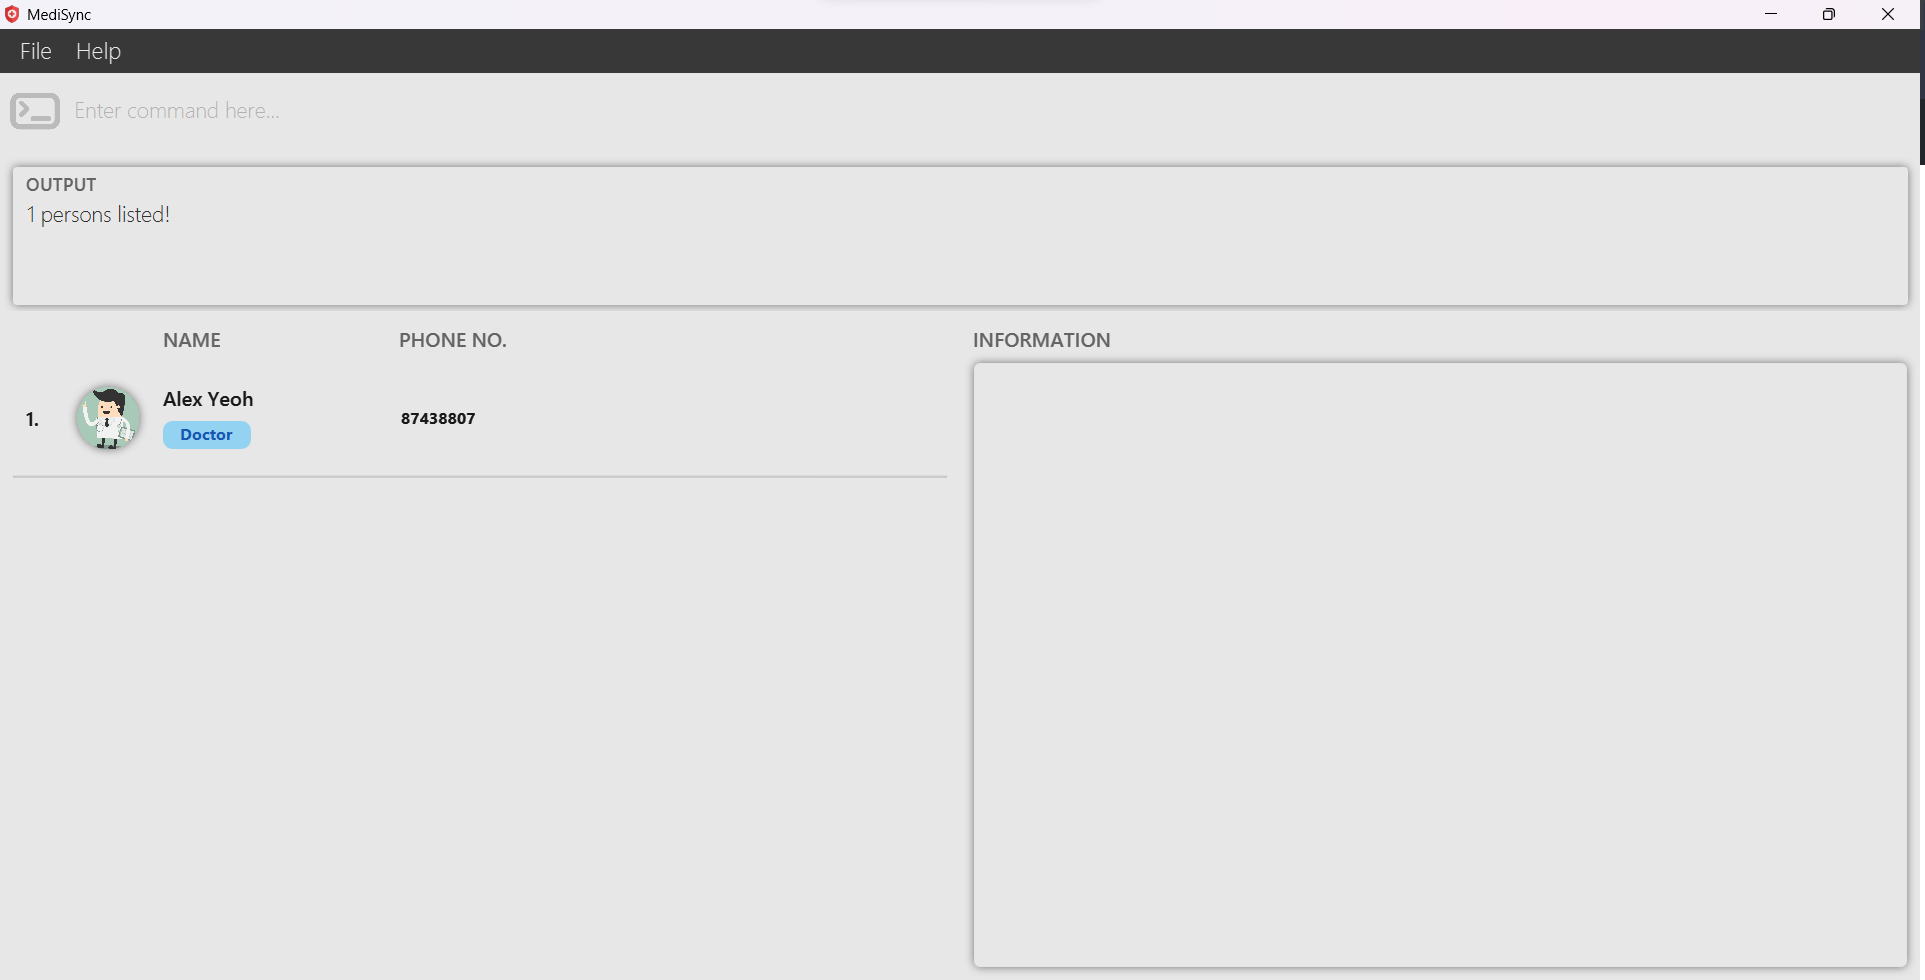 MediSync
File Help
Enter command here...
OUTPUT
1 persons listed!
NAME PHONE NO. INFORMATION
1. Alex Yeoh 87438807
Doctor